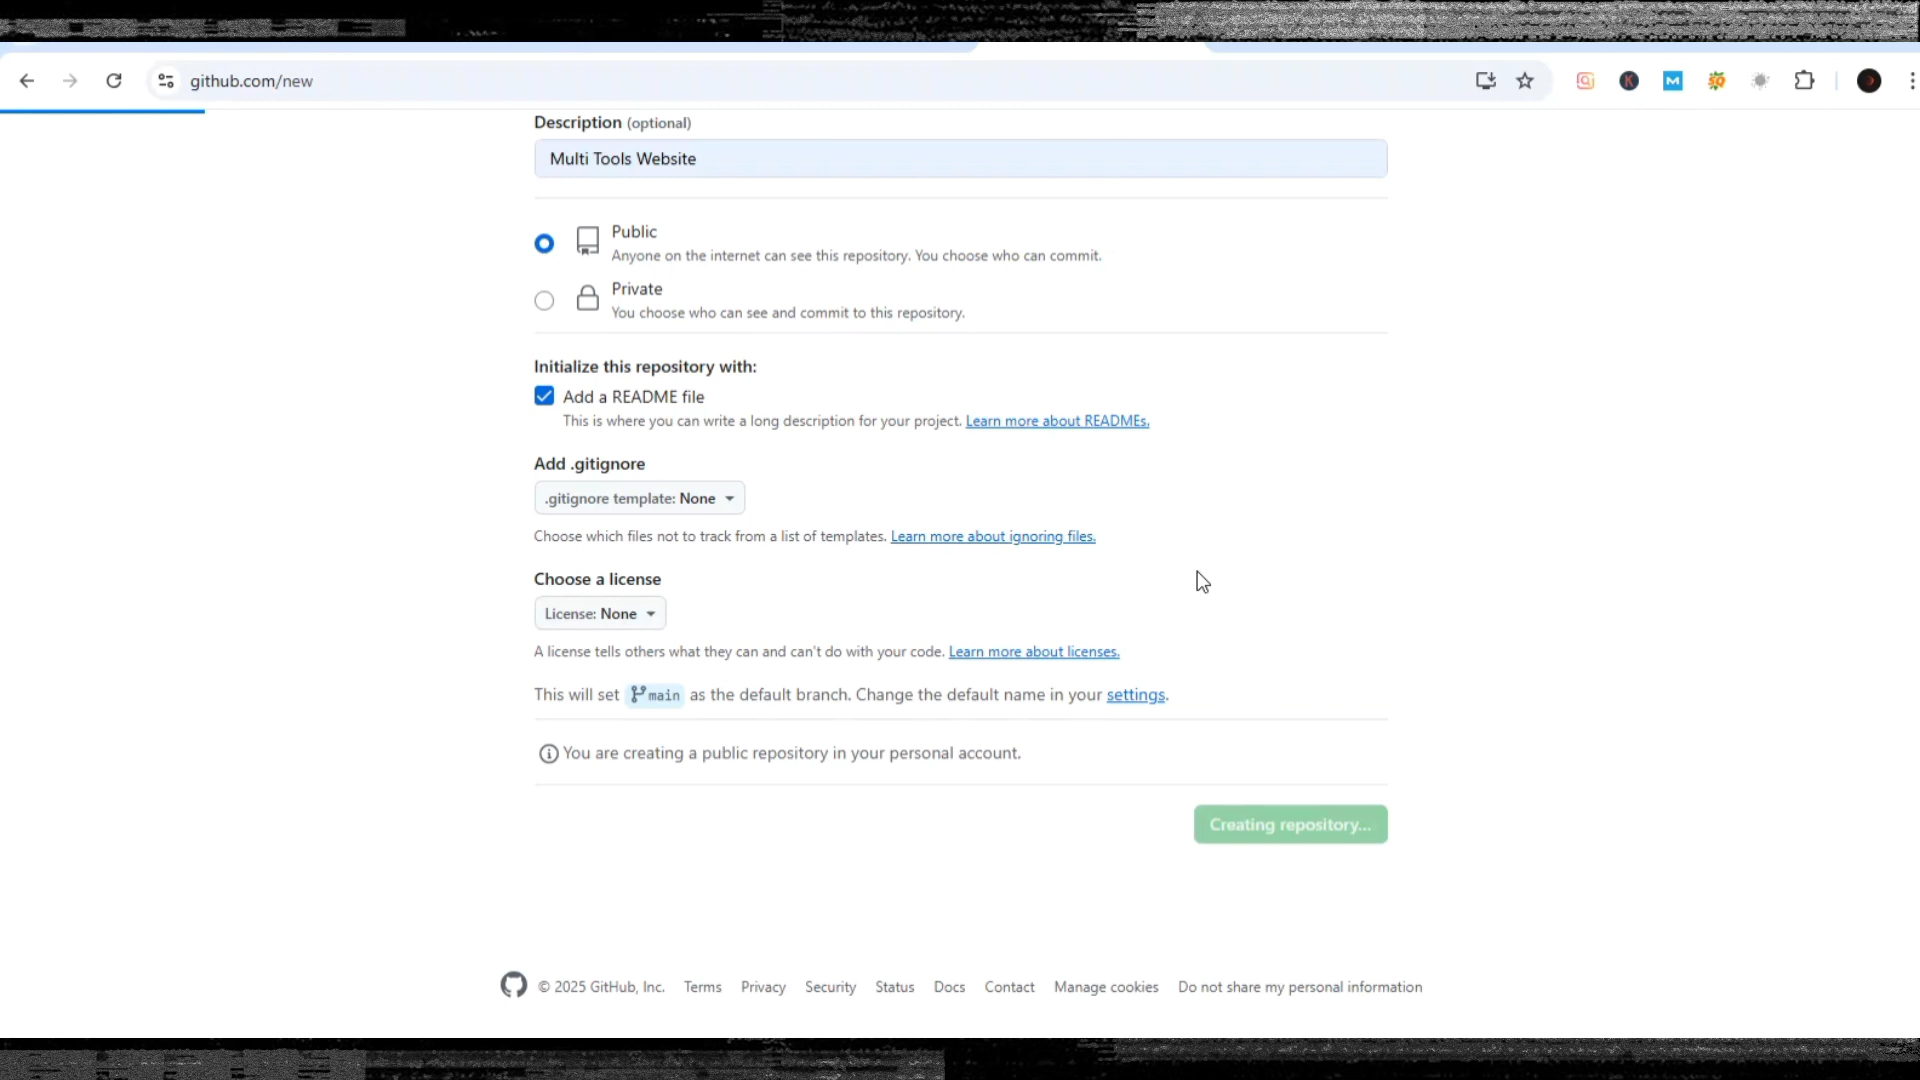 github.com/new
Description (optional)
Multi Tools Website
Public
Anyone on the internet can see this repository. You choose who can commit.
Private
You choose who can see and commit to this repository.
Initialize this repository with:
Add a README file
This is where you can write a long description for your project. Learn more about READMEs.
Add .gitignore
.gitignore template: None
Choose which files not to track from a list of templates. Learn more about ignoring files.
Choose a license
License: None
A license tells others what they can and can't do with your code. Learn more about licenses.
This will set main as the default branch. Change the default name in your settings.
You are creating a public repository in your personal account.
Creating repository...
© 2025 GitHub, Inc. Terms Privacy Security Status Docs Contact Manage cookies Do not share my personal information